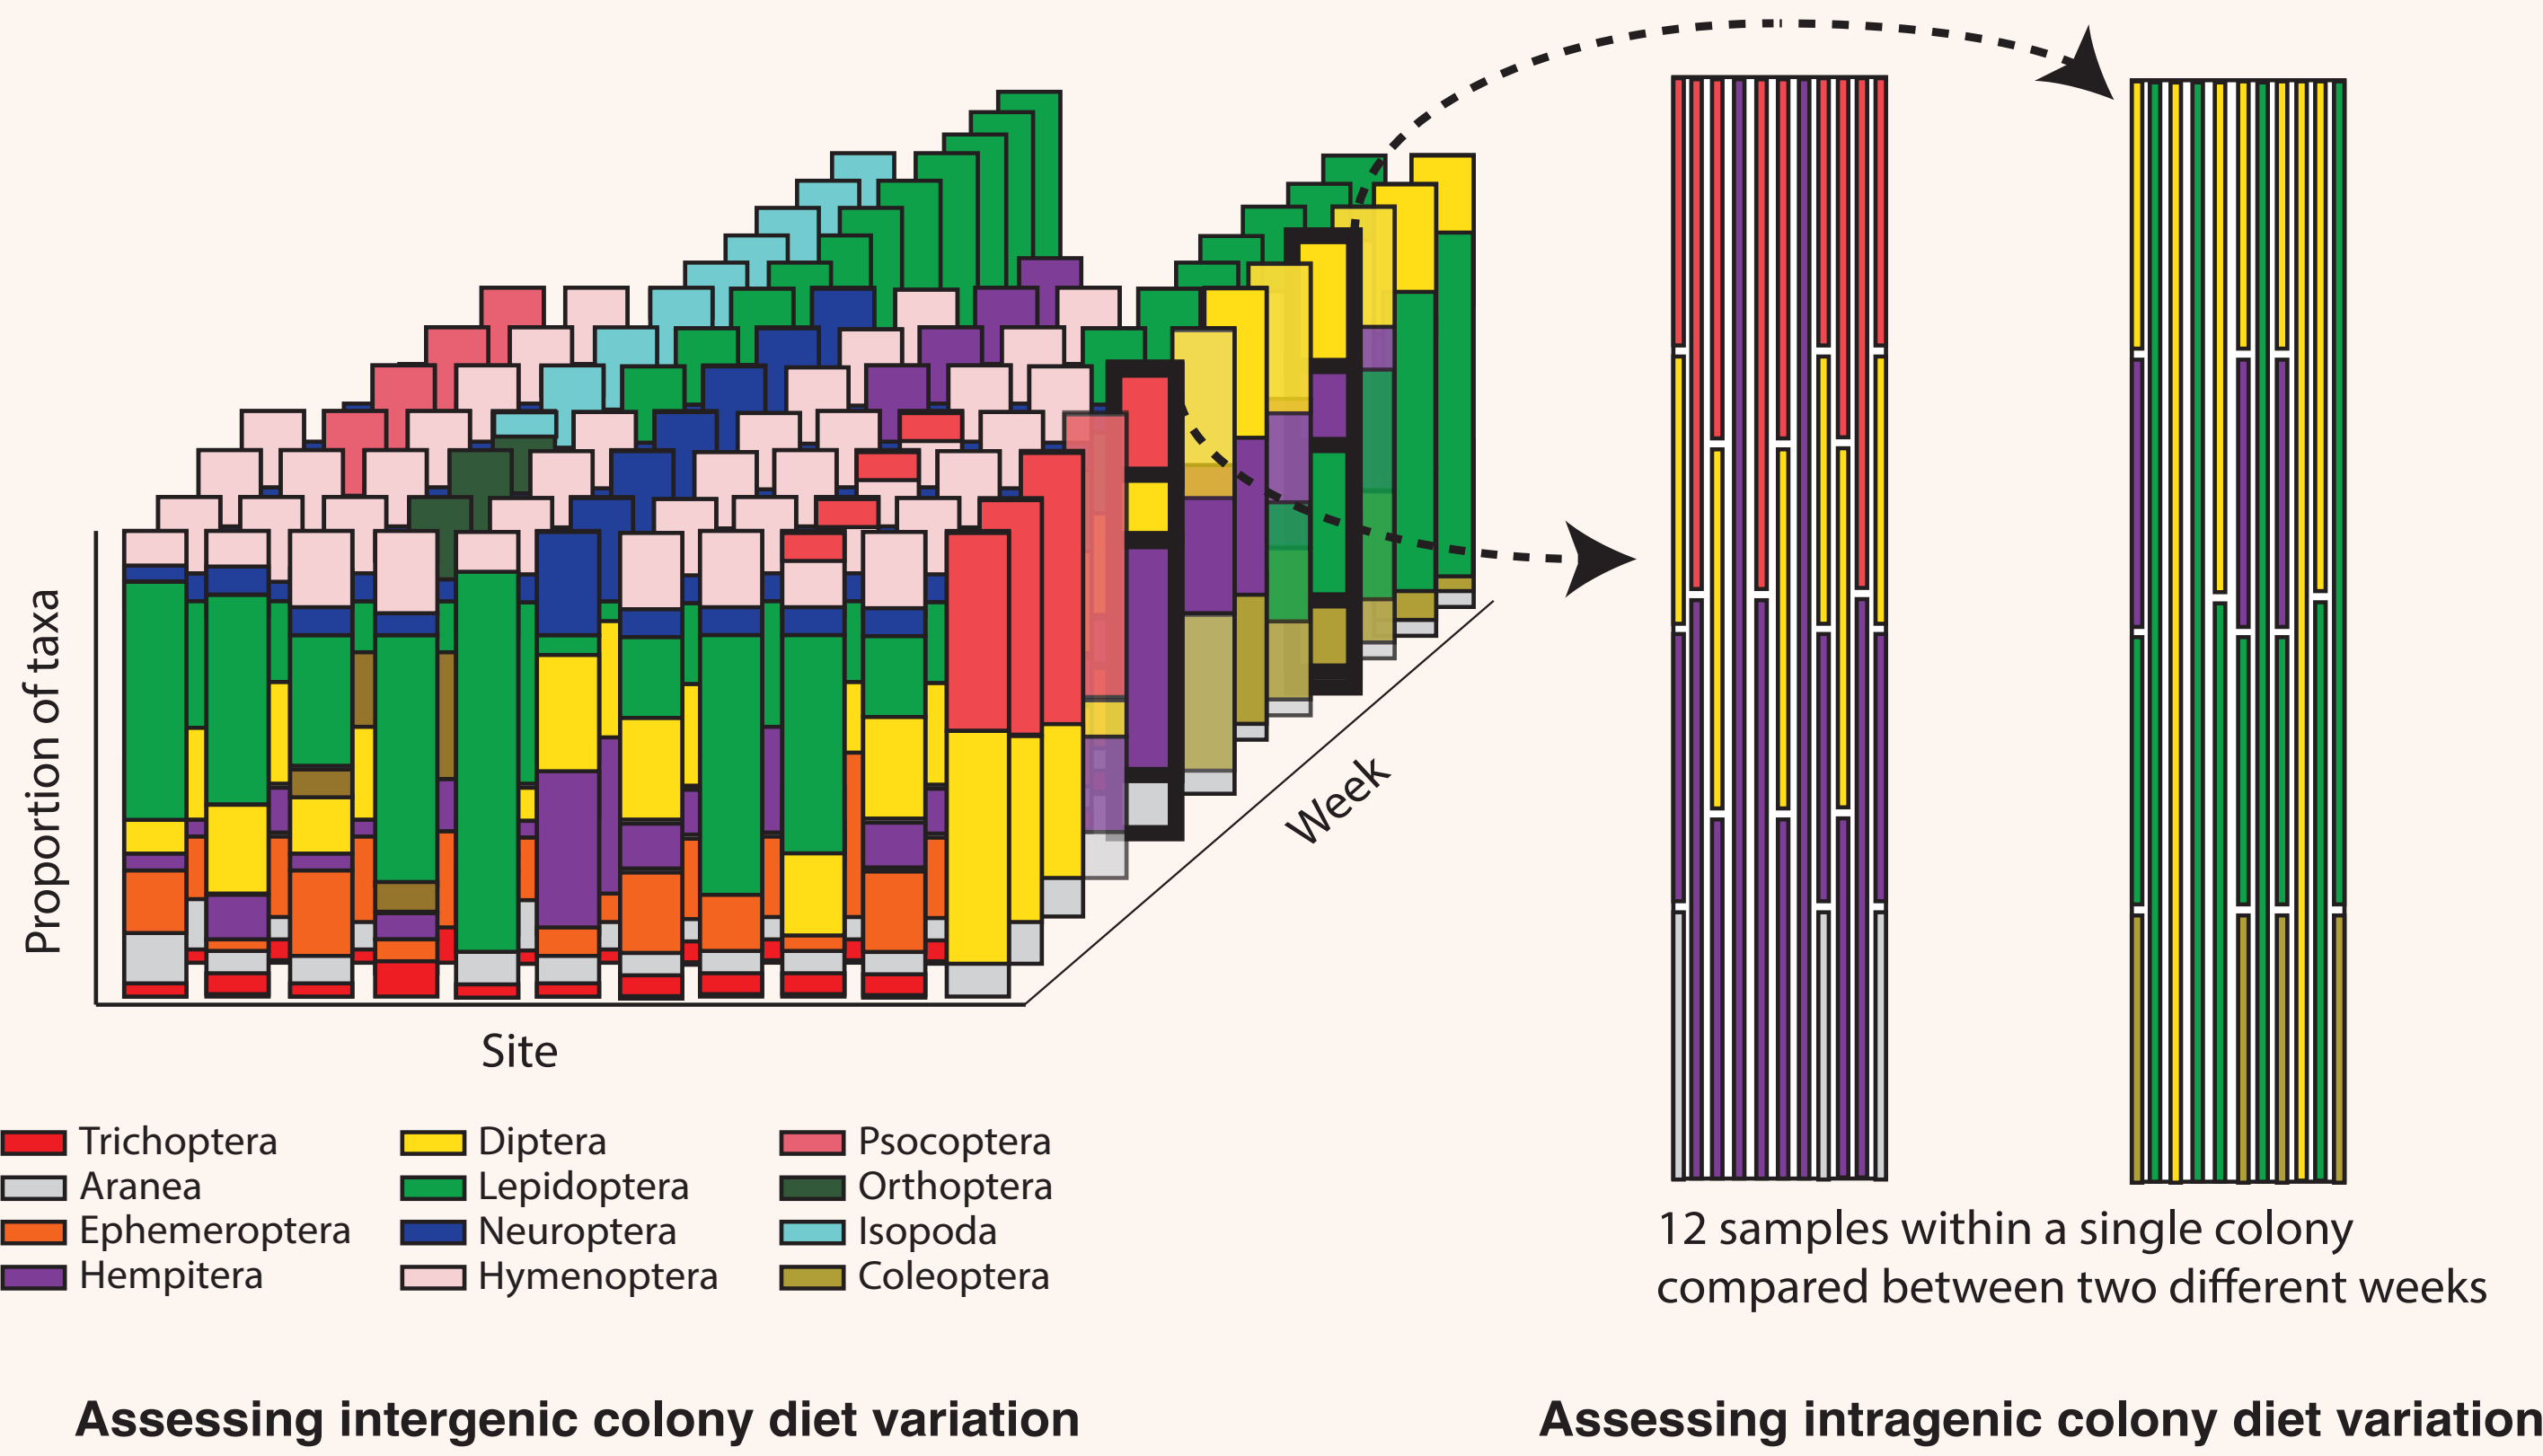 Proportion of taxa
Week
Site
Trichoptera
Aranea
Ephemeroptera
Hempitera
Diptera
Lepidoptera
Neuroptera
Hymenoptera
Psocoptera
Orthoptera
Isopoda
Coleoptera
12 samples within a single colony
compared between two different weeks
Assessing intergenic colony diet variation
Assessing intragenic colony diet variation